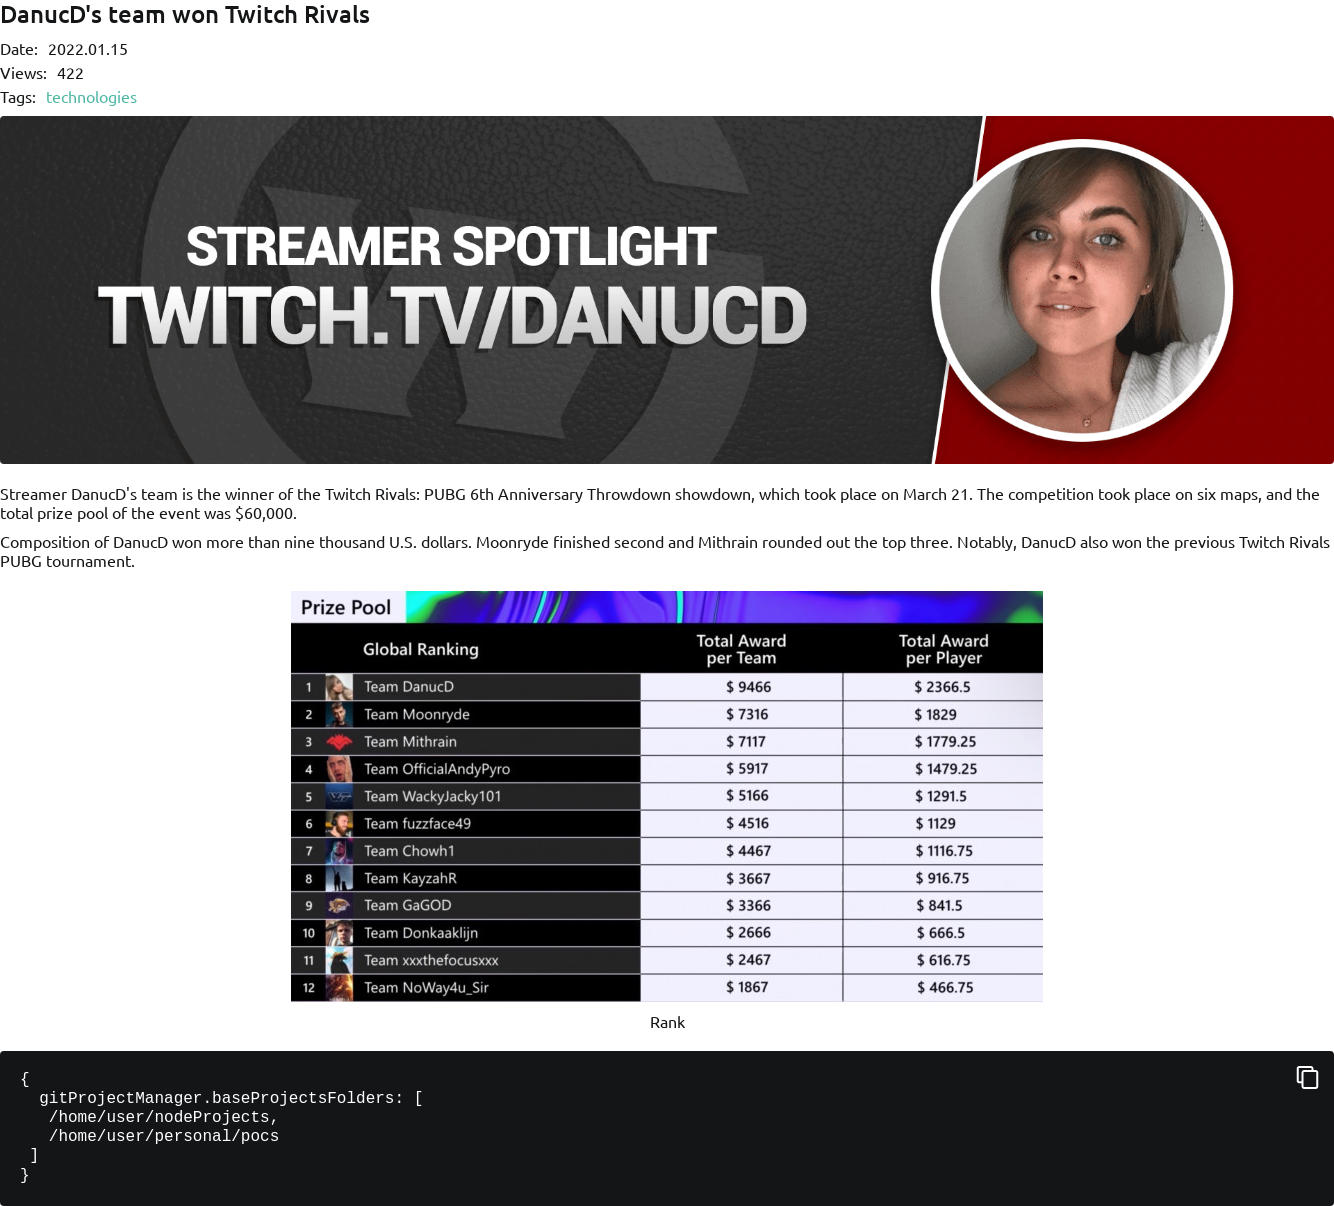 DanucD's team won Twitch Rivals
Date: 2022.01.15
Views: 422
Tags: technologies
STREAMER SPOTLIGHT
TWITCH.TV/DANUCD
Streamer DanucD's team is the winner of the Twitch Rivals: PUBG 6th Anniversary Throwdown showdown, which took place on March 21. The competition took place on six maps, and the
total prize pool of the event was $60,000.
Composition of DanucD won more than nine thousand U.S. dollars. Moonryde finished second and Mithrain rounded out the top three. Notably, DanucD also won the previous Twitch Rivals
PUBG tournament.
Prize Pool
Global Ranking Total Award per Team Total Award per Player
1 Team DanucD $ 9466 $ 2366.5
2 Team Moonryde $ 7316 $ 1829
3 Team Mithrain $ 7117 $ 1779.25
4 Team OfficialAndyPyro $ 5917 $ 1479.25
5 Team WackyJacky101 $ 5166 $ 1291.5
6 Team fuzzface49 $ 4516 $ 1129
7 Team Chowh1 $ 4467 $ 1116.75
8 Team KayzahR $ 3667 $ 916.75
9 Team GaGOD $ 3366 $ 841.5
10 Team Donkaaklijn $ 2666 $ 666.5
11 Team xxxthefocusxxx $ 2467 $ 616.75
12 Team NoWay4u_Sir $ 1867 $ 466.75
Rank
{
  gitProjectManager.baseProjectsFolders: [
   /home/user/nodeProjects,
   /home/user/personal/pocs
 ]
}